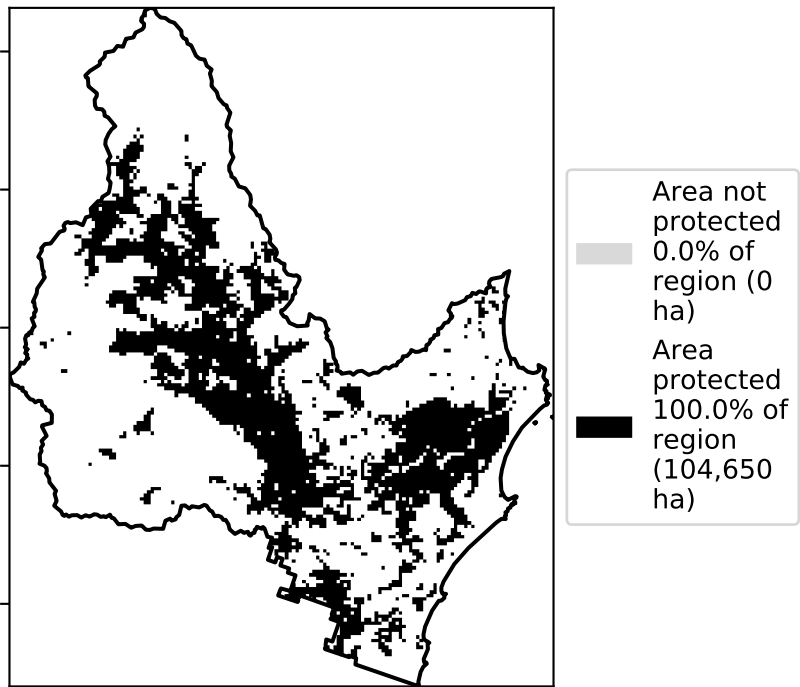 Area not
protected
0.0% of
region (0
ha)
Area
protected
100.0% of
region
(104,650
ha)